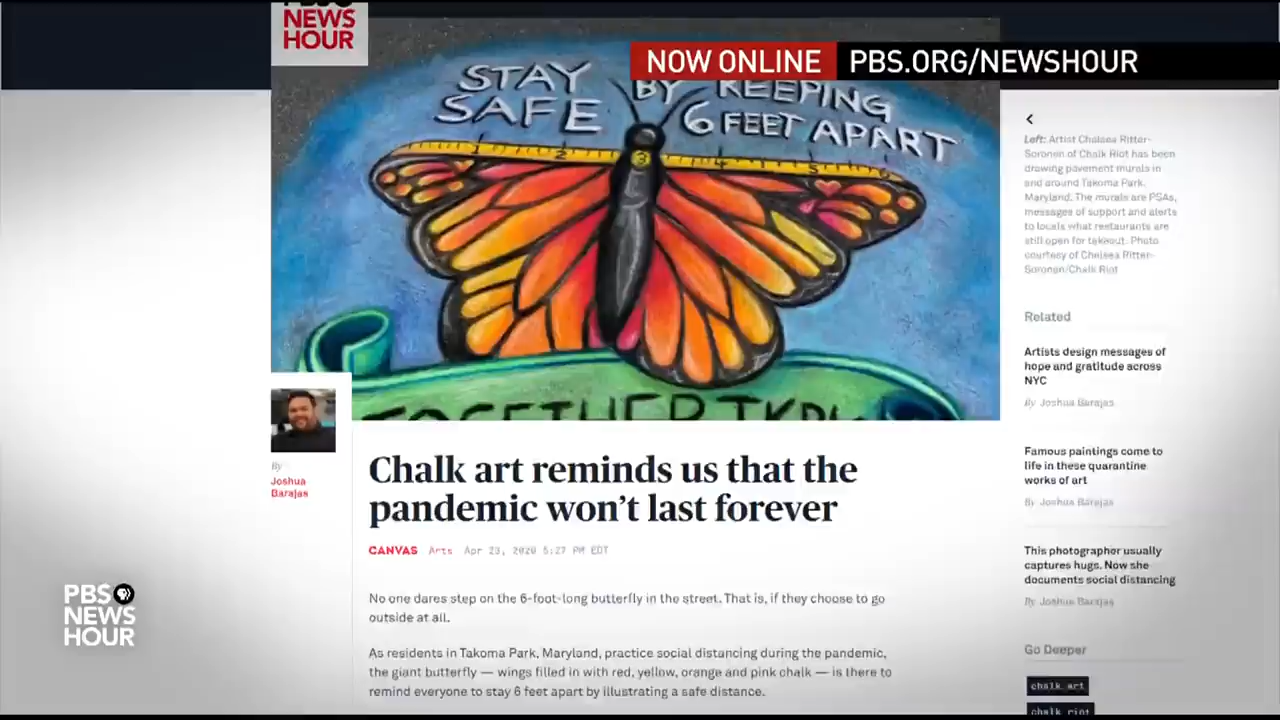 PBS
NEWS
HOUR
NOW ONLINE PBS.ORG/NEWSHOUR
STAY BY KEEPING
SAFE 6 FEET APART
1 2 3 4 5 6
TOGETHER TKPK
By
Joshua
Barajas
Chalk art reminds us that the
pandemic won't last forever
CANVAS Arts Apr 23, 2020 5:27 PM EDT
No one dares step on the 6-foot-long butterfly in the street. That is, if they choose to go
outside at all.
As residents in Takoma Park, Maryland, practice social distancing during the pandemic,
the giant butterfly — wings filled in with red, yellow, orange and pink chalk — is there to
remind everyone to stay 6 feet apart by illustrating a safe distance.
Left: Artist Chelsea Ritter-
Soronen of Chalk Riot has been
drawing pavement murals in
and around Takoma Park,
Maryland. The murals are PSAs,
messages of support and alerts
to locals what restaurants are
still open for takeout. Photo
courtesy of Chelsea Ritter-
Soronen/Chalk Riot
Related
Artists design messages of
hope and gratitude across
NYC
By Joshua Barajas
Famous paintings come to
life in these quarantine
works of art
By Joshua Barajas
This photographer usually
captures hugs. Now she
documents social distancing
By Joshua Barajas
Go Deeper
chalk art
chalk riot
PBS
NEWS
HOUR